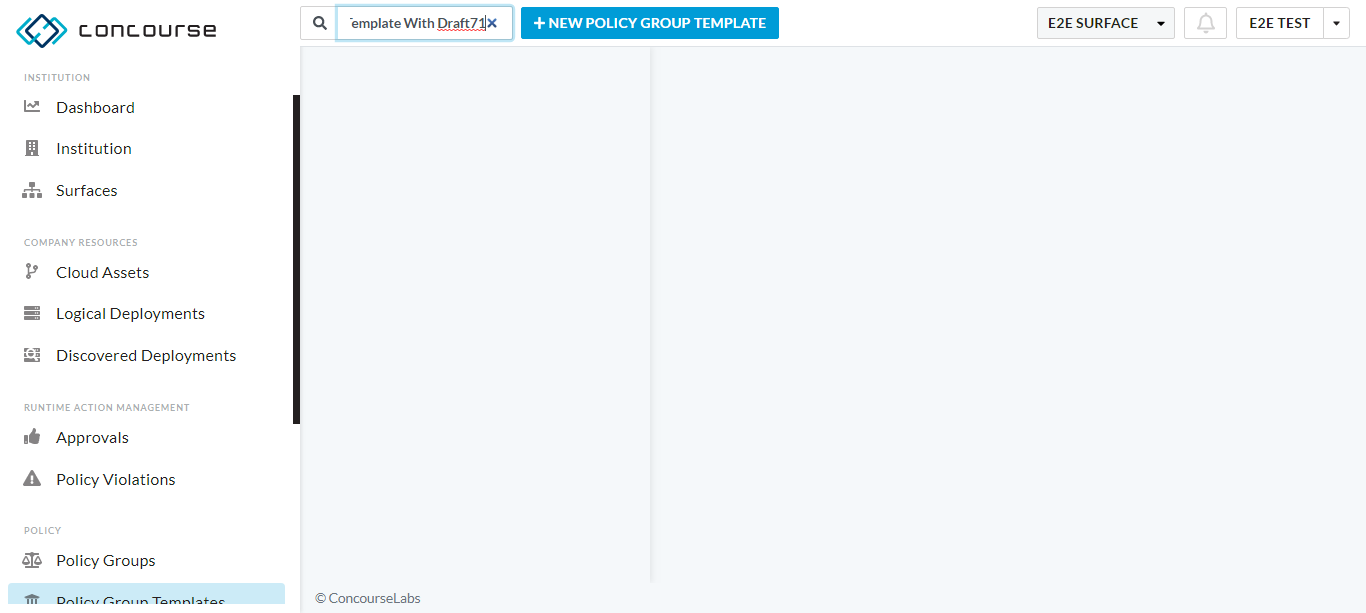 concourse
emplate With Draft71
NEW POLICY GROUP TEMPLATE
E2E SURFACE
E2E TEST
INSTITUTION
Dashboard
Institution
Surfaces
COMPANY RESOURCES
Cloud Assets
Logical Deployments
Discovered Deployments
RUNTIME ACTION MANAGEMENT
Approvals
Policy Violations
POLICY
Policy Groups
Policy Group Templates
© ConcourseLabs